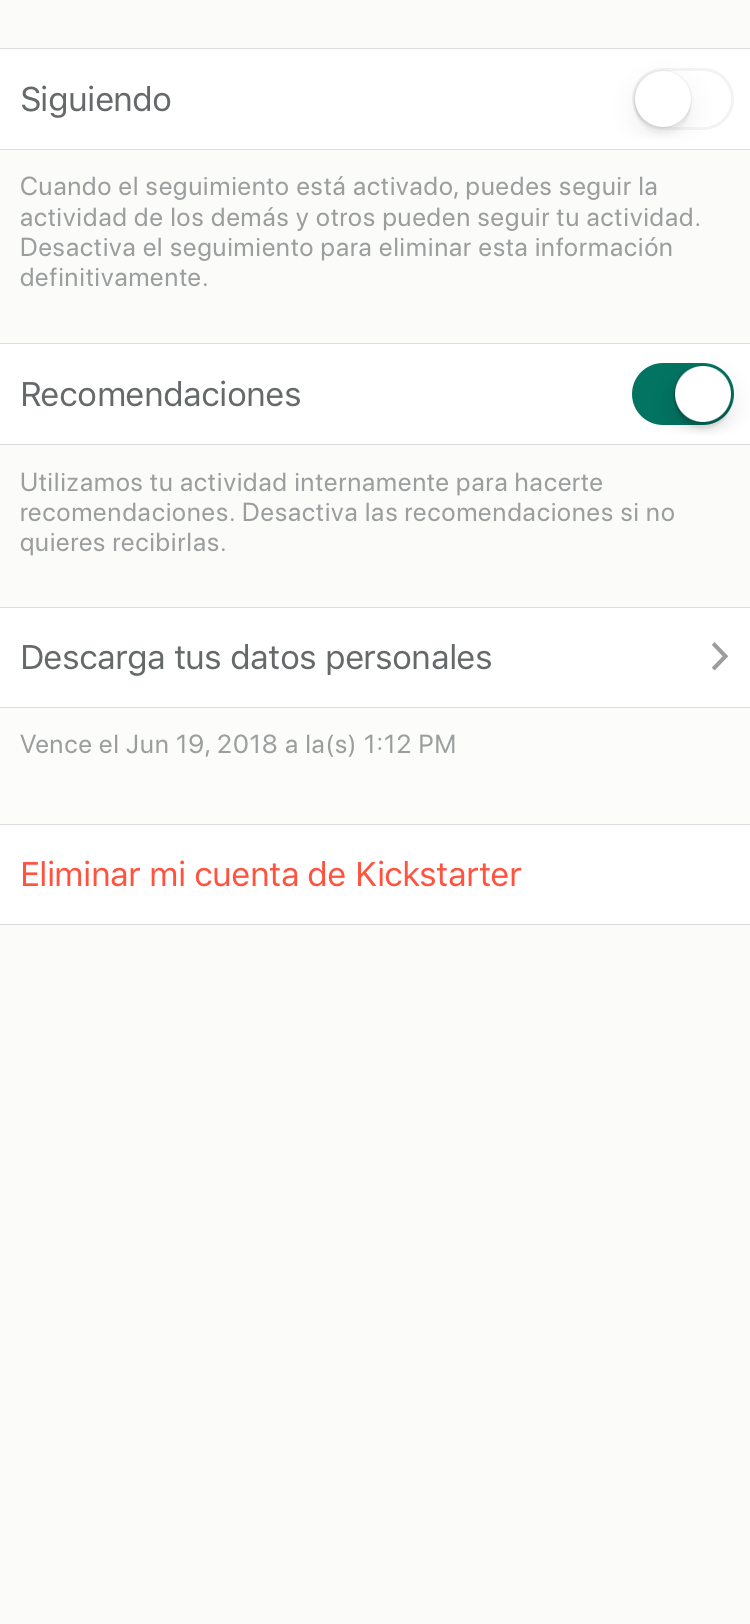 Siguiendo
Cuando el seguimiento está activado, puedes seguir la
actividad de los demás y otros pueden seguir tu actividad.
Desactiva el seguimiento para eliminar esta información
definitivamente.
Recomendaciones
Utilizamos tu actividad internamente para hacerte
recomendaciones. Desactiva las recomendaciones si no
quieres recibirlas.
Descarga tus datos personales
Vence el Jun 19, 2018 a la(s) 1:12 PM
Eliminar mi cuenta de Kickstarter